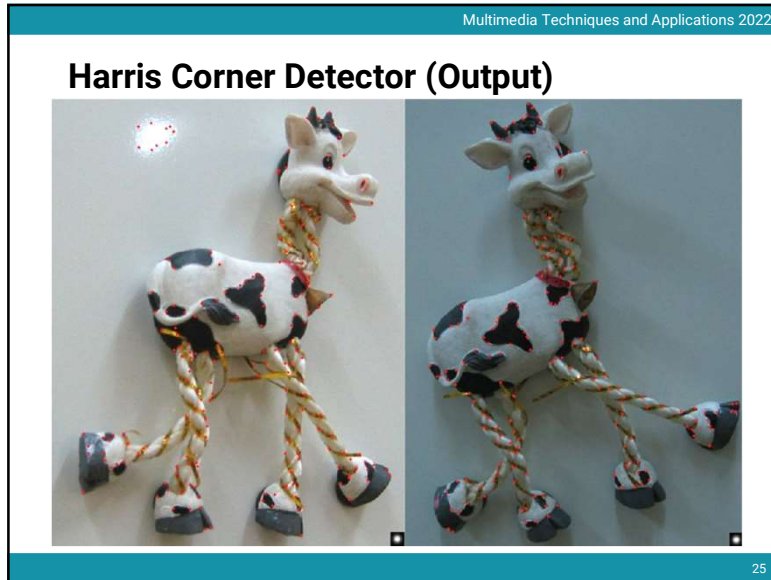 Multimedia Techniques and Applications 2022
Harris Corner Detector (Output)
25